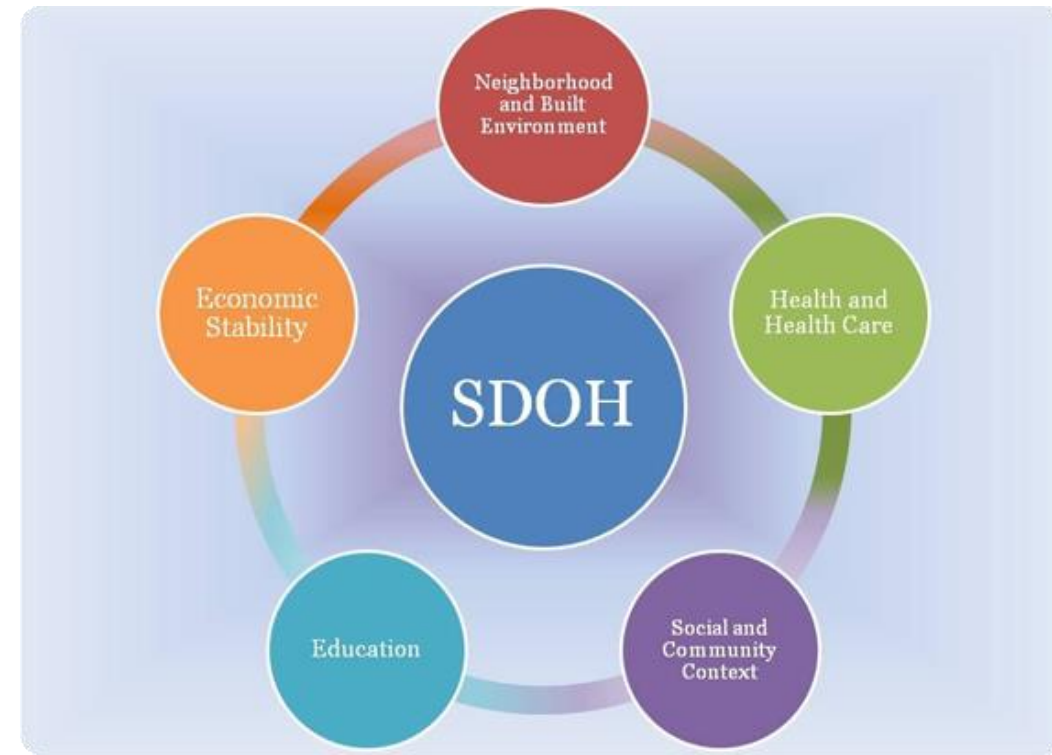 Neighborhood
and Built
Environment
Economic
Stability
Health and
Health Care
SDOH
Education
Social and
Community
Context